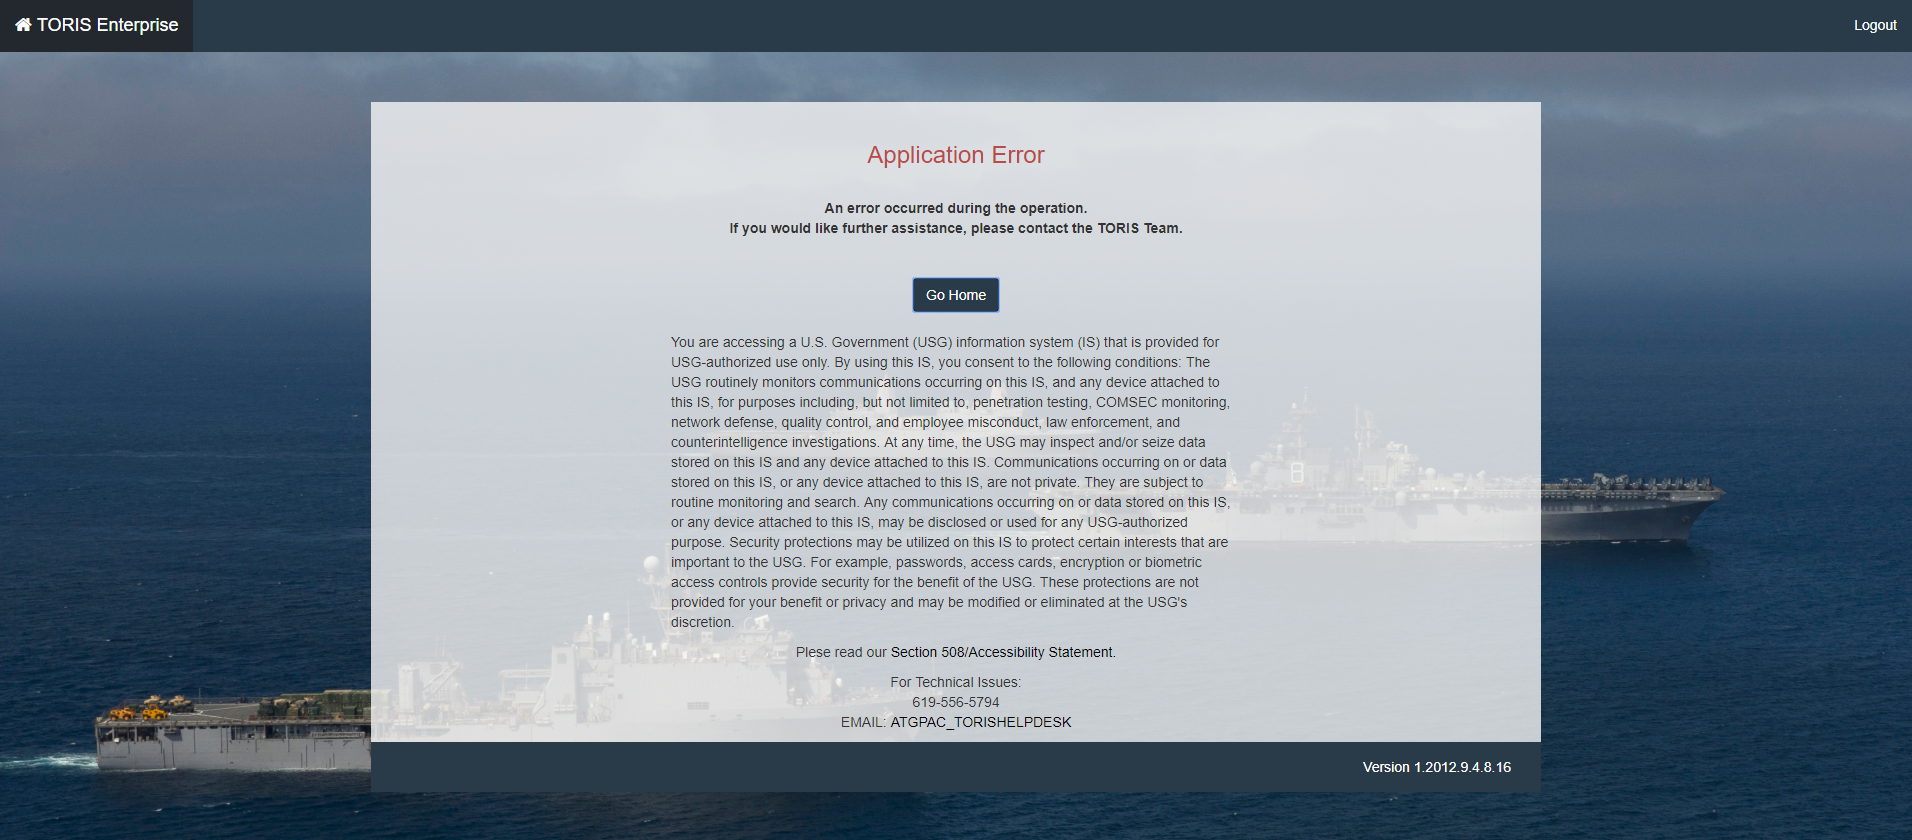 TORIS Enterprise
Logout
Application Error
An error occurred during the operation.
If you would like further assistance, please contact the TORIS Team.
Go Home
You are accessing a U.S. Government (USG) information system (IS) that is provided for
USG-authorized use only. By using this IS, you consent to the following conditions: The
USG routinely monitors communications occurring on this IS, and any device attached to
this IS, for purposes including, but not limited to, penetration testing, COMSEC monitoring,
network defense, quality control, and employee misconduct, law enforcement, and
counterintelligence investigations. At any time, the USG may inspect and/or seize data
stored on this IS and any device attached to this IS. Communications occurring on or data
stored on this IS, or any device attached to this IS, are not private. They are subject to
routine monitoring and search. Any communications occurring on or data stored on this IS,
or any device attached to this IS, may be disclosed or used for any USG-authorized
purpose. Security protections may be utilized on this IS to protect certain interests that are
important to the USG. For example, passwords, access cards, encryption or biometric
access controls provide security for the benefit of the USG. These protections are not
provided for your benefit or privacy and may be modified or eliminated at the USG's
discretion.
Plese read our Section 508/Accessibility Statement.
For Technical Issues:
619-556-5794
EMAIL: ATGPAC_TORISHELPDESK
Version 1.2012.9.4.8.16